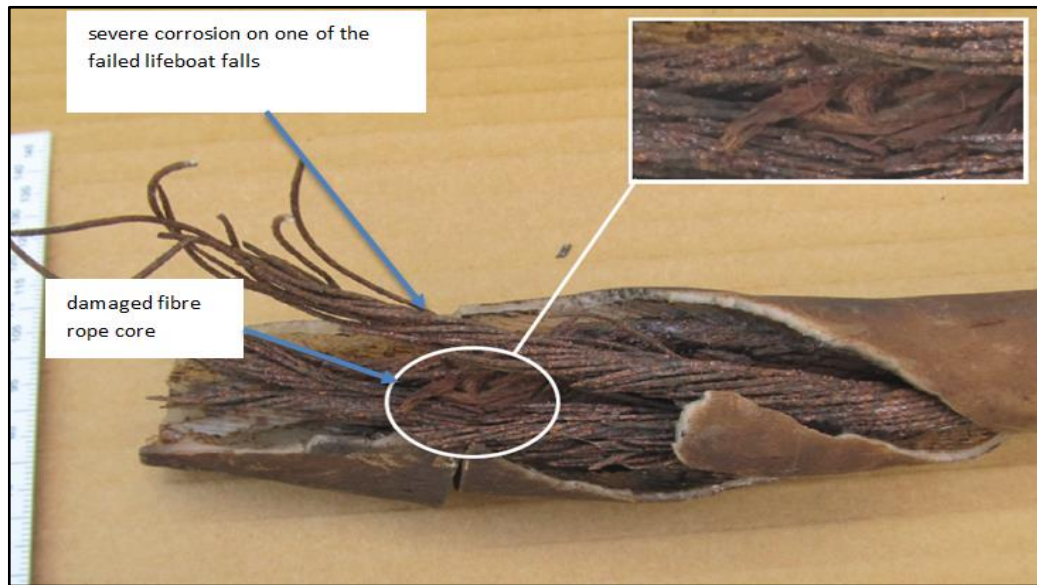 severe corrosion on one of the
failed lifeboat falls
damaged fibre
rope core